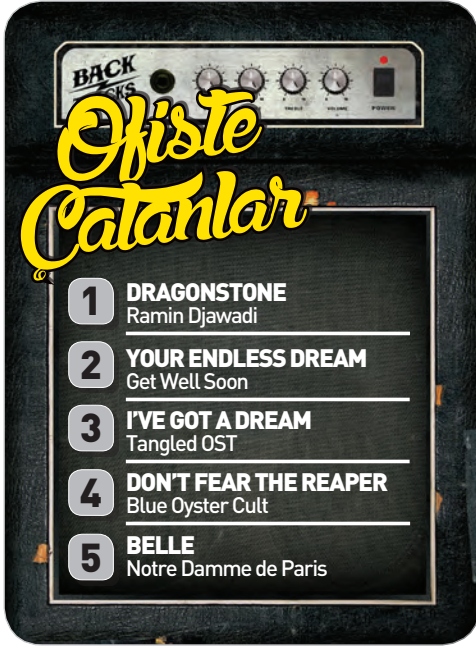 BACK
TREBLE VOLUME POWER
Ofiste
Çalanlar
1 DRAGONSTONE
Ramin Djawadi
2 YOUR ENDLESS DREAM
Get Well Soon
3 I'VE GOT A DREAM
Tangled OST
4 DON'T FEAR THE REAPER
Blue Oyster Cult
5 BELLE
Notre Damme de Paris